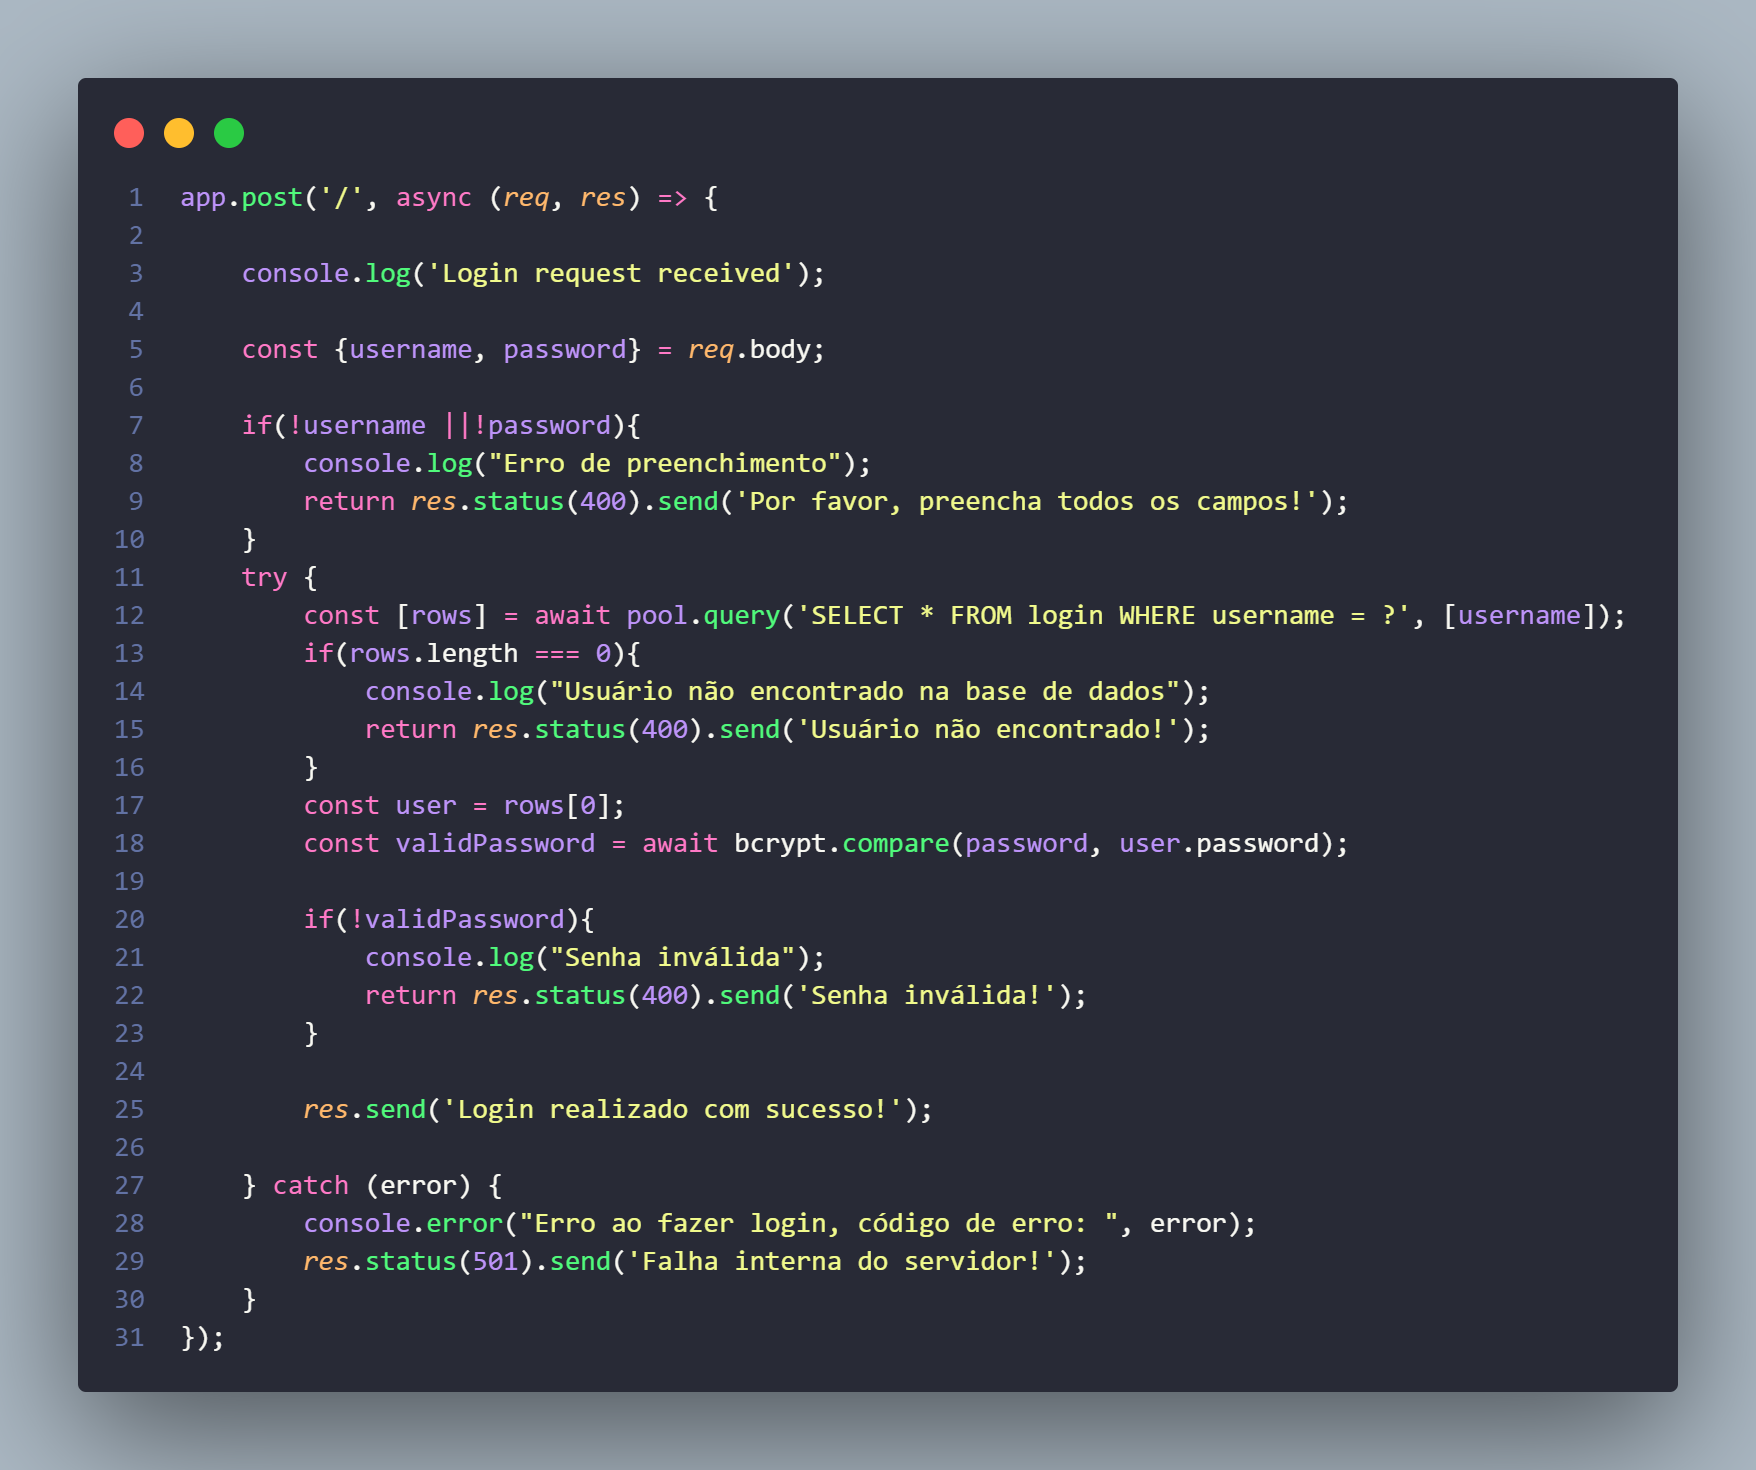 1 app.post('/', async (req, res) => {
2
3 console.log('Login request received');
4
5 const {username, password} = req.body;
6
7 if(!username ||!password){
8 console.log("Erro de preenchimento");
9 return res.status(400).send('Por favor, preencha todos os campos!');
10 }
11 try {
12 const [rows] = await pool.query('SELECT * FROM login WHERE username = ?', [username]);
13 if(rows.length === 0){
14 console.log("Usuário não encontrado na base de dados");
15 return res.status(400).send('Usuário não encontrado!');
16 }
17 const user = rows[0];
18 const validPassword = await bcrypt.compare(password, user.password);
19
20 if(!validPassword){
21 console.log("Senha inválida");
22 return res.status(400).send('Senha inválida!');
23 }
24
25 res.send('Login realizado com sucesso!');
26
27 } catch (error) {
28 console.error("Erro ao fazer login, código de erro: ", error);
29 res.status(501).send('Falha interna do servidor!');
30 }
31 });